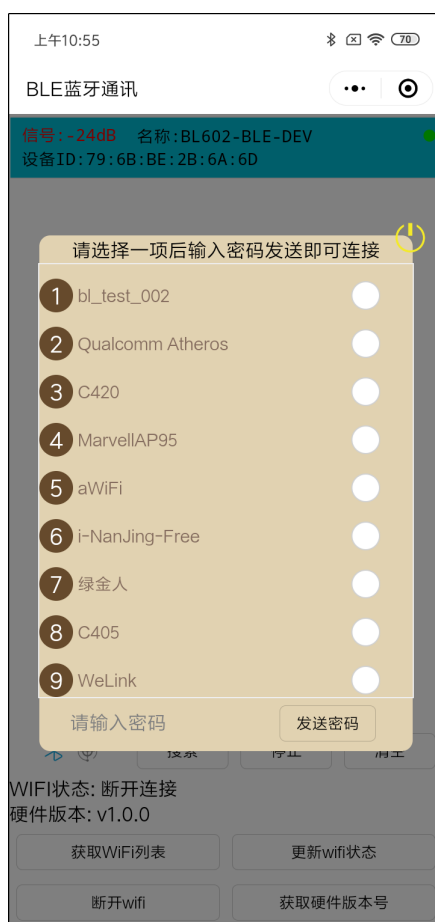 上午10:55
70
BLE蓝牙通讯
信号:-24dB 名称:BL602-BLE-DEV
设备ID:79:6B:BE:2B:6A:6D
请选择一项后输入密码发送即可连接
1 bl_test_002
2 Qualcomm Atheros
3 C420
4 MarvellAP95
5 aWiFi
6 i-NanJing-Free
7 绿金人
8 C405
9 WeLink
请输入密码 发送密码
搜索 停止 清空
WIFI状态: 断开连接
硬件版本: v1.0.0
获取WiFi列表 更新wifi状态
断开wifi 获取硬件版本号